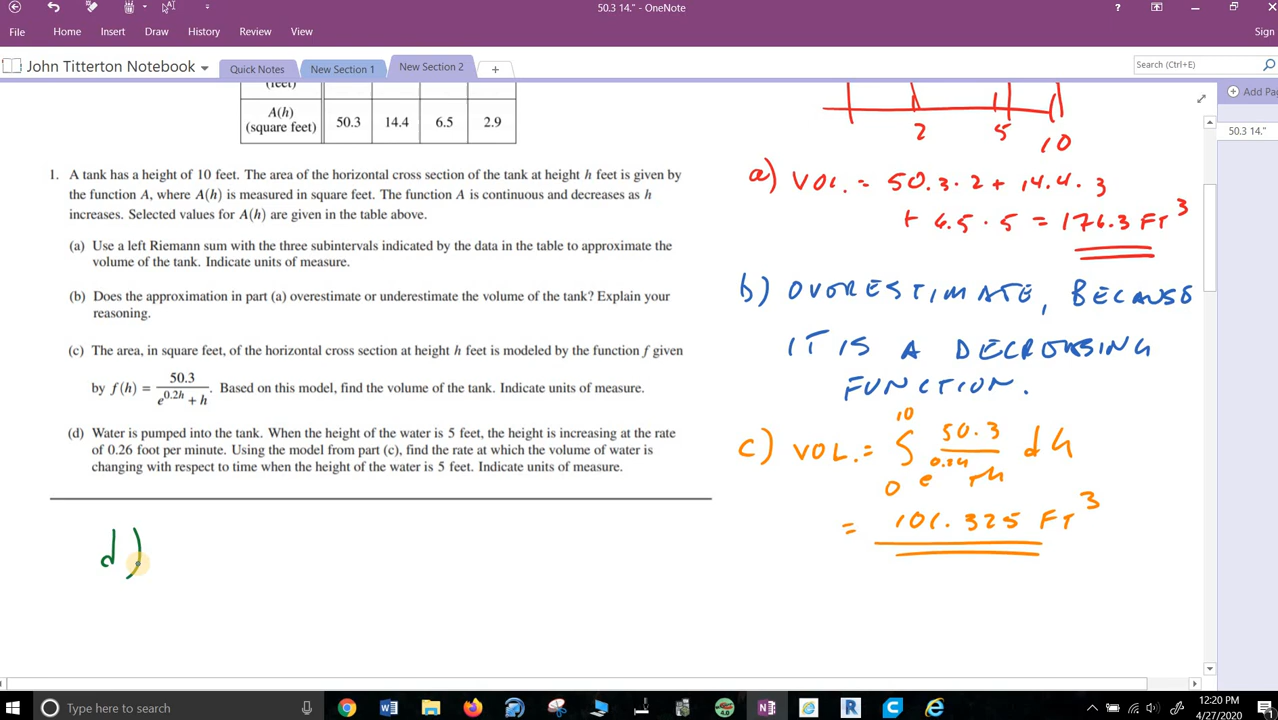 50.3 14." - OneNote
?
File Home Insert Draw History Review View Sign
John Titterton Notebook Quick Notes New Section 1 New Section 2 + Search (Ctrl+E)
Add Pa
50.3 14."
(feet)
A(h)
(square feet) 50.3 14.4 6.5 2.9
1. A tank has a height of 10 feet. The area of the horizontal cross section of the tank at height h feet is given by
the function A, where A(h) is measured in square feet. The function A is continuous and decreases as h
increases. Selected values for A(h) are given in the table above.
(a) Use a left Riemann sum with the three subintervals indicated by the data in the table to approximate the
volume of the tank. Indicate units of measure.
(b) Does the approximation in part (a) overestimate or underestimate the volume of the tank? Explain your
reasoning.
(c) The area, in square feet, of the horizontal cross section at height h feet is modeled by the function f given
by f(h) = 50.3 / (e^0.2h + h). Based on this model, find the volume of the tank. Indicate units of measure.
(d) Water is pumped into the tank. When the height of the water is 5 feet, the height is increasing at the rate
of 0.26 foot per minute. Using the model from part (c), find the rate at which the volume of water is
changing with respect to time when the height of the water is 5 feet. Indicate units of measure.
d)
2 5 10
a) VOL. = 50.3 · 2 + 14.4 · 3
+ 6.5 · 5 = 176.3 FT^3
b) OVERESTIMATE, BECAUSE
IT IS A DECREASING
FUNCTION.
c) VOL. = ∫_0^10 50.3 / (e^0.2h + h) dh
= 101.325 FT^3
Type here to search
12:20 PM
4/27/2020